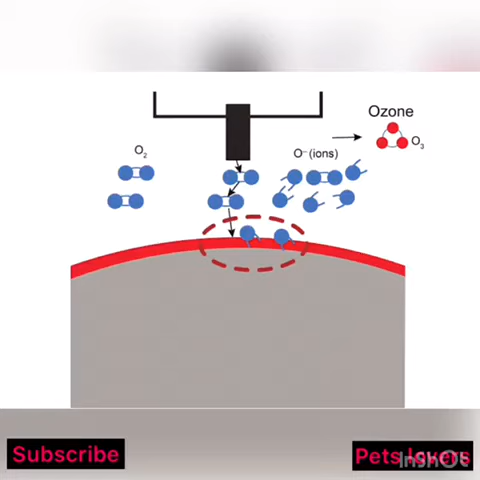 Ozone
O₂
O⁻ (ions)
O₃
Subscribe
Pets lovers
InShOt